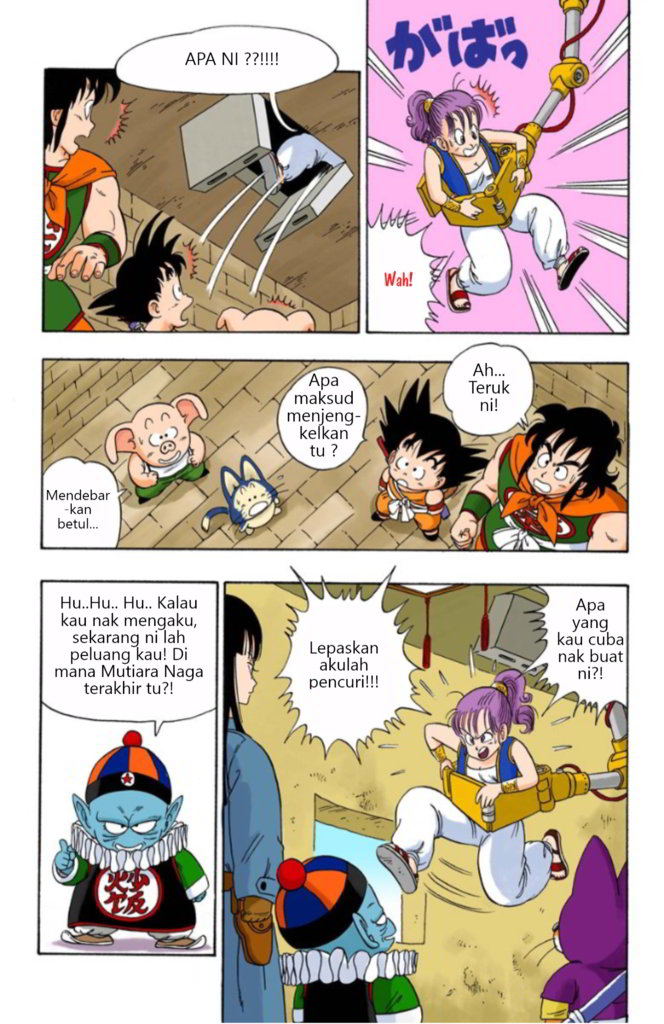 APA NI ??!!!!
がばっ
Wah!
Mendebar
-kan
betul...
Apa
maksud
menjeng-
kelkan
tu ?
Ah...
Teruk
ni!
Hu..Hu.. Hu.. Kalau
kau nak mengaku,
sekarang ni lah
peluang kau! Di
mana Mutiara Naga
terakhir tu?!
Lepaskan
akulah
pencuri!!!
Apa
yang
kau cuba
nak buat
ni?!